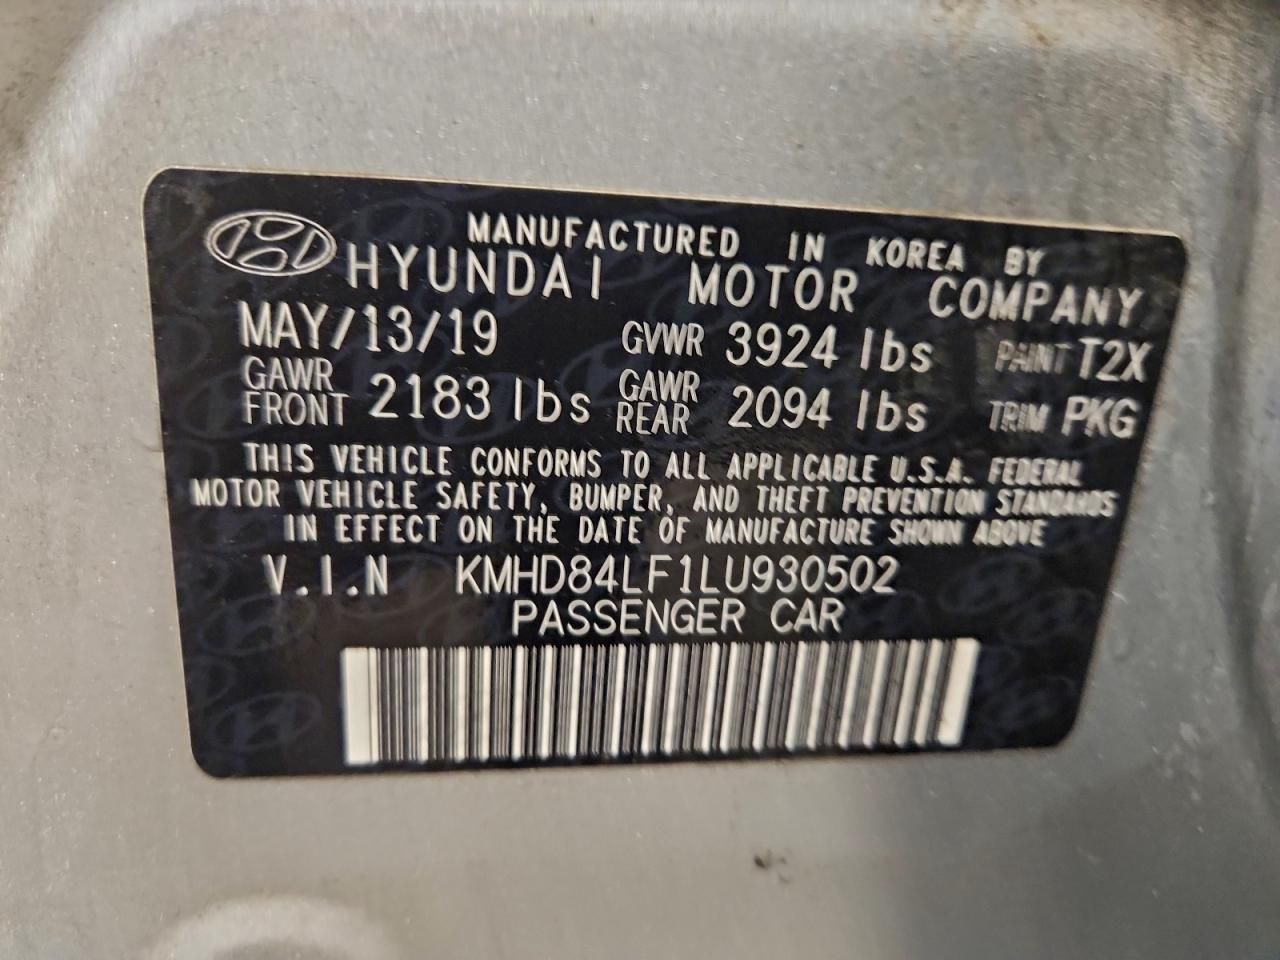 MANUFACTURED IN KOREA BY
HYUNDAI MOTOR COMPANY
MAY/13/19 GVWR 3924 lbs PAINT T2X
GAWR FRONT 2183 lbs GAWR REAR 2094 lbs TRIM PKG
THIS VEHICLE CONFORMS TO ALL APPLICABLE U.S.A. FEDERAL
MOTOR VEHICLE SAFETY, BUMPER, AND THEFT PREVENTION STANDARDS
IN EFFECT ON THE DATE OF MANUFACTURE SHOWN ABOVE
V.I.N KMHD84LF1LU930502
PASSENGER CAR